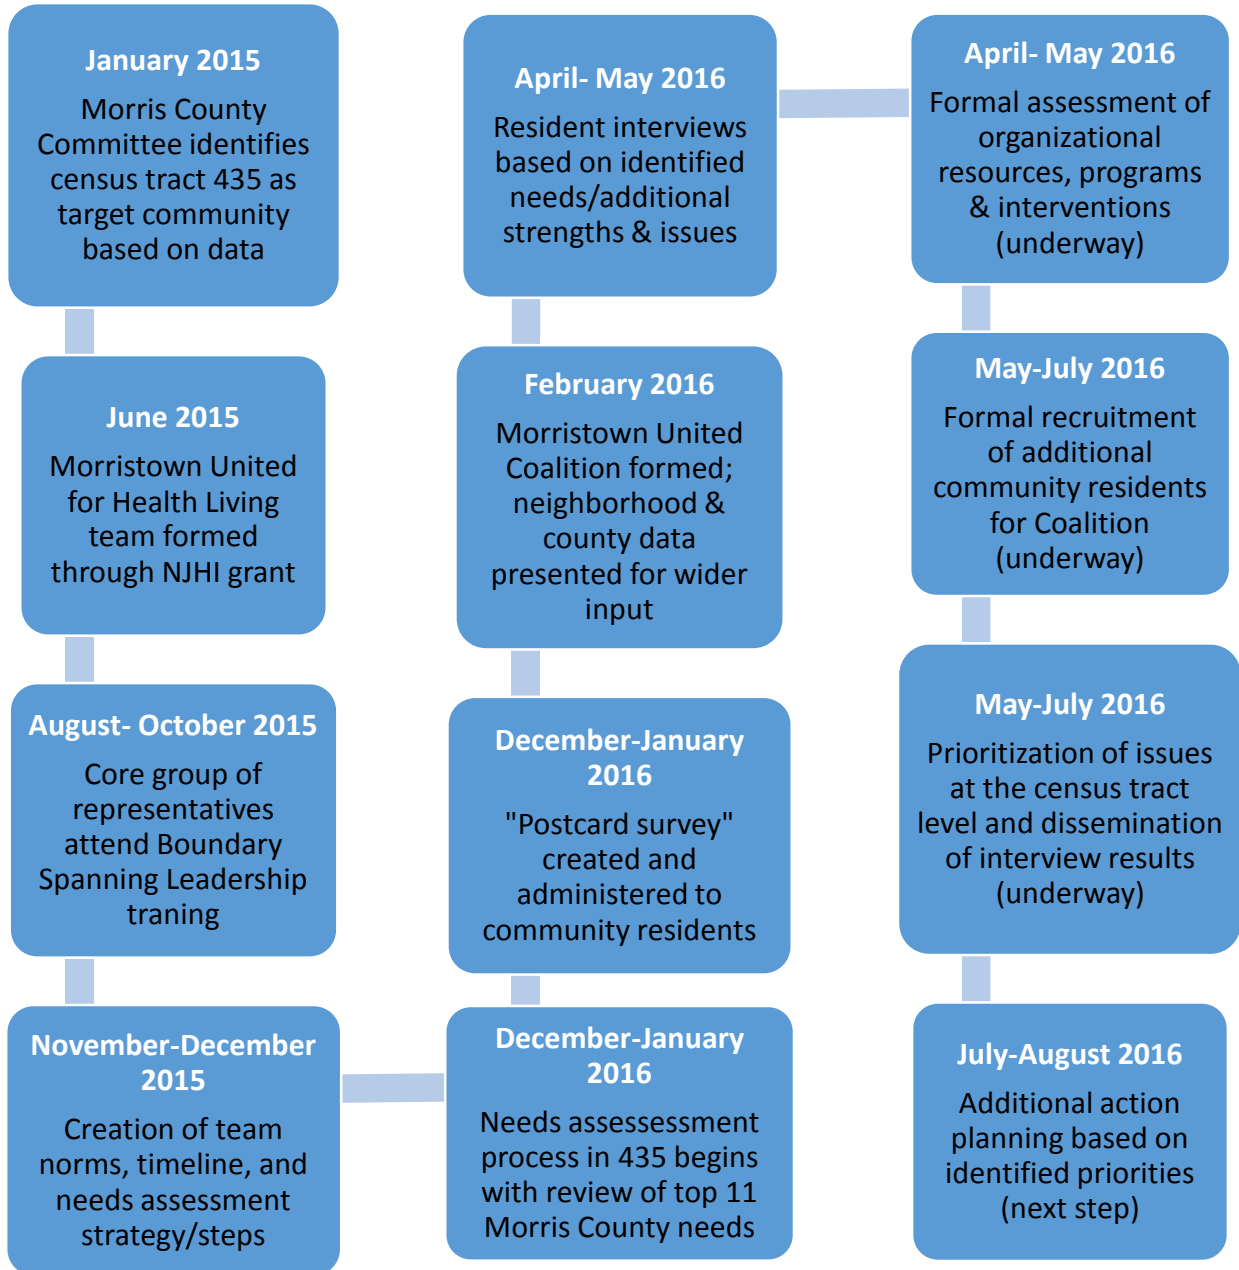 January 2015
Morris County
Committee identifies
census tract 435 as
target community
based on data
June 2015
Morristown United
for Health Living
team formed
through NJHI grant
August- October 2015
Core group of
representatives
attend Boundary
Spanning Leadership
traning
November-December
2015
Creation of team
norms, timeline, and
needs assessment
strategy/steps
December-January
2016
Needs assessessment
process in 435 begins
with review of top 11
Morris County needs
December-January
2016
"Postcard survey"
created and
administered to
community residents
February 2016
Morristown United
Coalition formed;
neighborhood &
county data
presented for wider
input
April- May 2016
Resident interviews
based on identified
needs/additional
strengths & issues
April- May 2016
Formal assessment of
organizational
resources, programs
& interventions
(underway)
May-July 2016
Formal recruitment
of additional
community residents
for Coalition
(underway)
May-July 2016
Prioritization of issues
at the census tract
level and dissemination
of interview results
(underway)
July-August 2016
Additional action
planning based on
identified priorities
(next step)